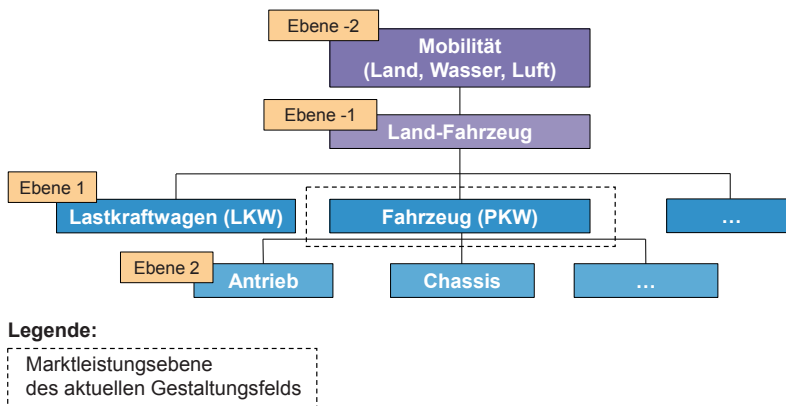 Ebene -2
Mobilität
(Land, Wasser, Luft)
Ebene -1
Land-Fahrzeug
Ebene 1
Lastkraftwagen (LKW)
Fahrzeug (PKW)
…
Ebene 2
Antrieb
Chassis
…
Legende:
Marktleistungsebene
des aktuellen Gestaltungsfelds